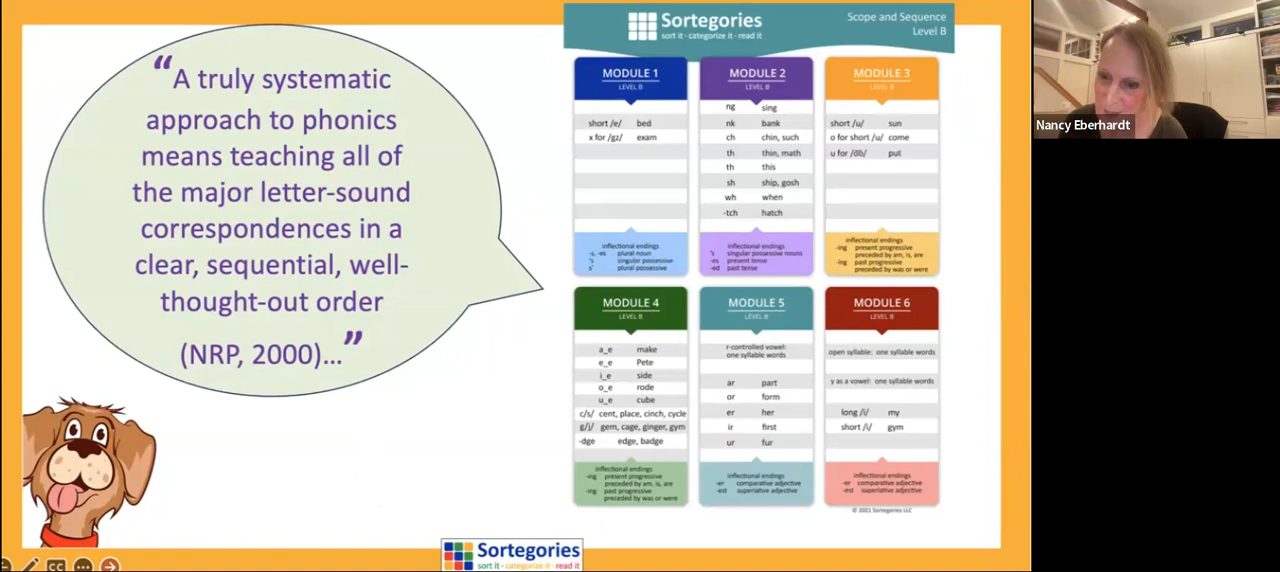 “A truly systematic
approach to phonics
means teaching all of
the major letter-sound
correspondences in a
clear, sequential, well-
thought-out order
(NRP, 2000)…”
Sortegories
sort it · categorize it · read it
Scope and Sequence
Level B
MODULE 1
LEVEL B
short /e/ bed
x for /gz/ exam
inflectional endings
-s, -es plural noun
's singular possessive
s' plural possessive
MODULE 2
LEVEL B
ng sing
nk bank
ch chin, such
th thin, math
th this
sh ship, gosh
wh when
-tch hatch
inflectional endings
's singular possessive nouns
-es present tense
-ed past tense
MODULE 3
LEVEL B
short /u/ sun
o for short /u/ come
u for /o͝o/ put
inflectional endings
-ing present progressive
preceded by am, is, are
-ing past progressive
preceded by was or were
MODULE 4
LEVEL B
a_e make
e_e Pete
i_e side
o_e rode
u_e cube
c/s/ cent, place, cinch, cycle
g/j/ gem, cage, ginger, gym
-dge edge, badge
inflectional endings
-ing present progressive
preceded by am, is, are
-ing past progressive
preceded by was or were
MODULE 5
LEVEL B
r-controlled vowel:
one syllable words
ar part
or form
er her
ir first
ur fur
inflectional endings
-er comparative adjective
-est superlative adjective
MODULE 6
LEVEL B
open syllable: one syllable words
y as a vowel: one syllable words
long /i/ my
short /i/ gym
inflectional endings
-er comparative adjective
-est superlative adjective
© 2021 Sortegories LLC
Sortegories
sort it · categorize it · read it
CC
Nancy Eberhardt